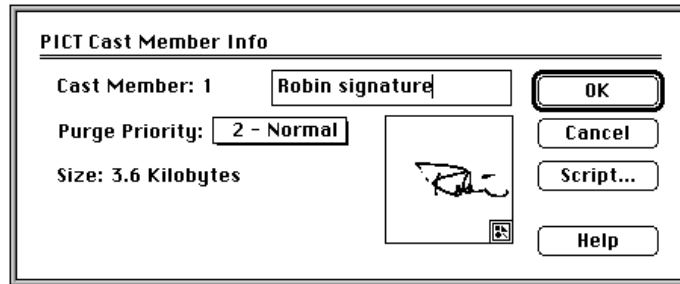 PICT Cast Member Info
Cast Member: 1 Robin signature OK
Purge Priority: 2 - Normal Cancel
Size: 3.6 Kilobytes Script...
Help